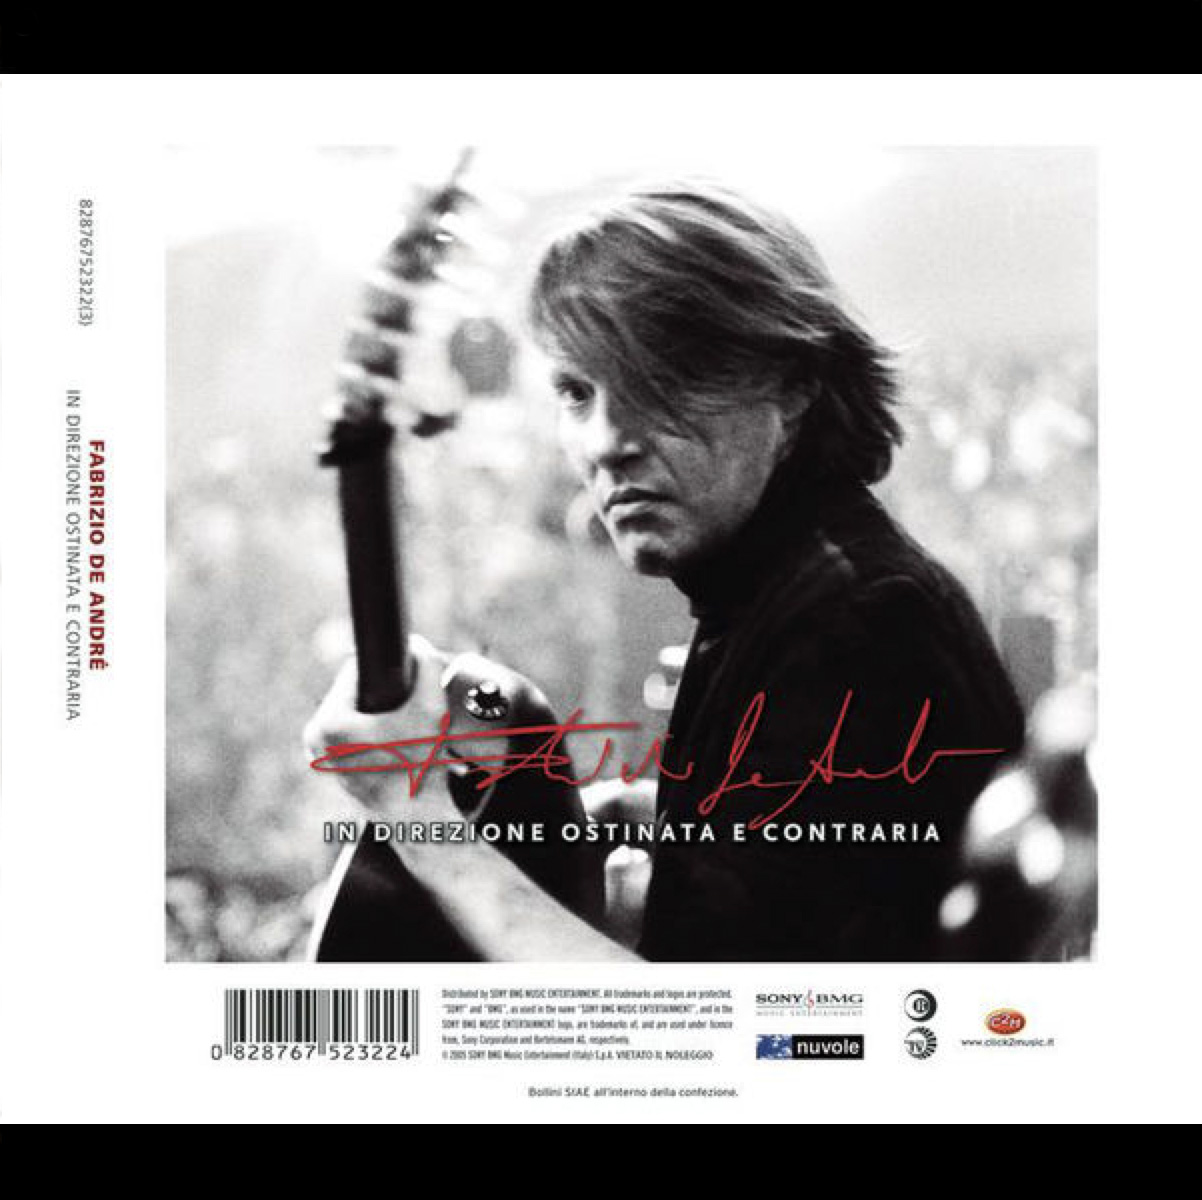 82876752322(3)
FABRIZIO DE ANDRÉ
IN DIREZIONE OSTINATA E CONTRARIA
IN DIREZIONE OSTINATA E CONTRARIA
0 828767 523224
Distributed by SONY BMG MUSIC ENTERTAINMENT. All trademarks and logos are protected.
"SONY" and "BMG", as used in the name "SONY BMG MUSIC ENTERTAINMENT", and in the
SONY BMG MUSIC ENTERTAINMENT logo, are trademarks of, and are used under licence
from, Sony Corporation and Bertelsmann AG, respectively.
© 2005 SONY BMG Music Entertainment (Italy) S.p.A. VIETATO IL NOLEGGIO
SONY BMG
MUSIC ENTERTAINMENT
nuvole
TV
C2M
www.click2music.it
Bollini SIAE all'interno della confezione.